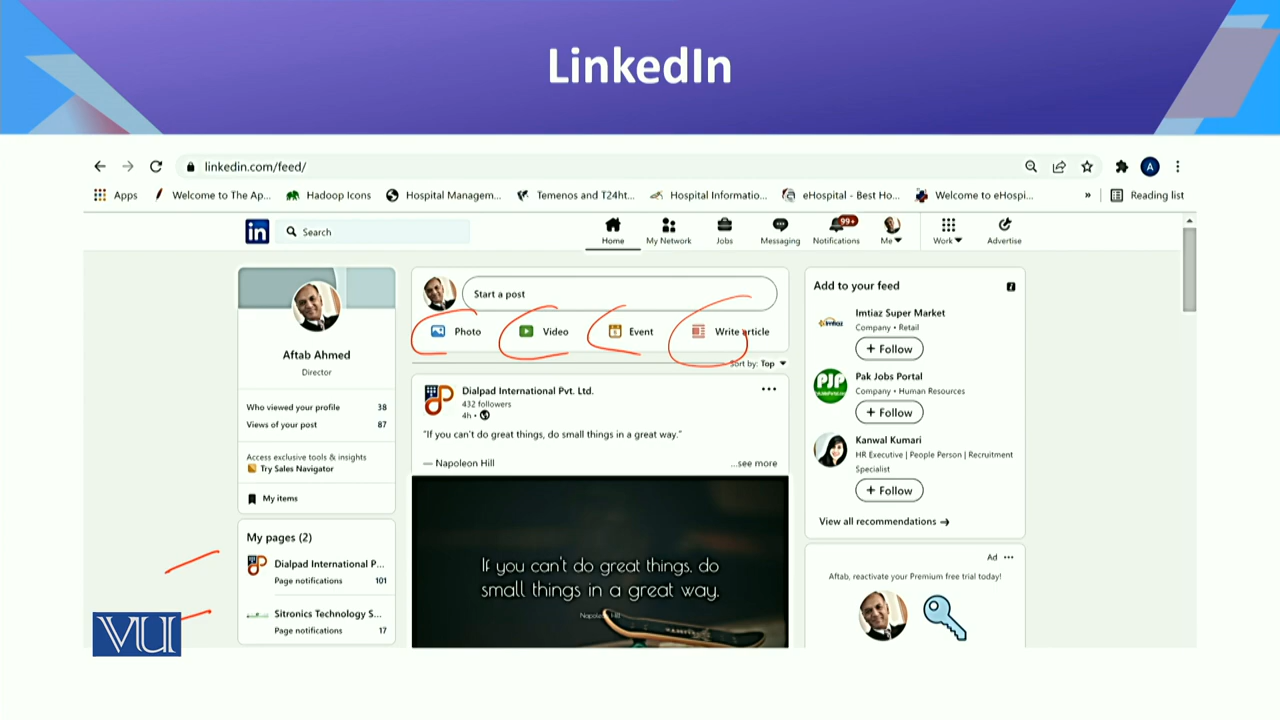 LinkedIn
linkedin.com/feed/
A
Apps
Welcome to The Ap...
Hadoop Icons
Hospital Managem...
Temenos and T24ht...
Hospital Informatio...
eHospital - Best Ho...
Welcome to eHospi...
»
Reading list
in
Search
Home
My Network
Jobs
Messaging
99+
Notifications
Me
Work
Advertise
Aftab Ahmed
Director
Who viewed your profile 38
Views of your post 87
Access exclusive tools & insights
Try Sales Navigator
My items
My pages (2)
Dialpad International P...
Page notifications 101
Sitronics Technology S...
Page notifications 17
VU
Start a post
Photo
Video
Event
Write article
Sort by: Top
Dialpad International Pvt. Ltd.
432 followers
4h •
"If you can't do great things, do small things in a great way."
— Napoleon Hill
...see more
If you can't do great things, do
small things in a great way.
Napoleon Hill
Add to your feed
Imtiaz
Imtiaz Super Market
Company • Retail
+ Follow
PJP
Pak Jobs Portal
Company • Human Resources
+ Follow
Kanwal Kumari
HR Executive | People Person | Recruitment
Specialist
+ Follow
View all recommendations →
Ad •••
Aftab, reactivate your Premium free trial today!